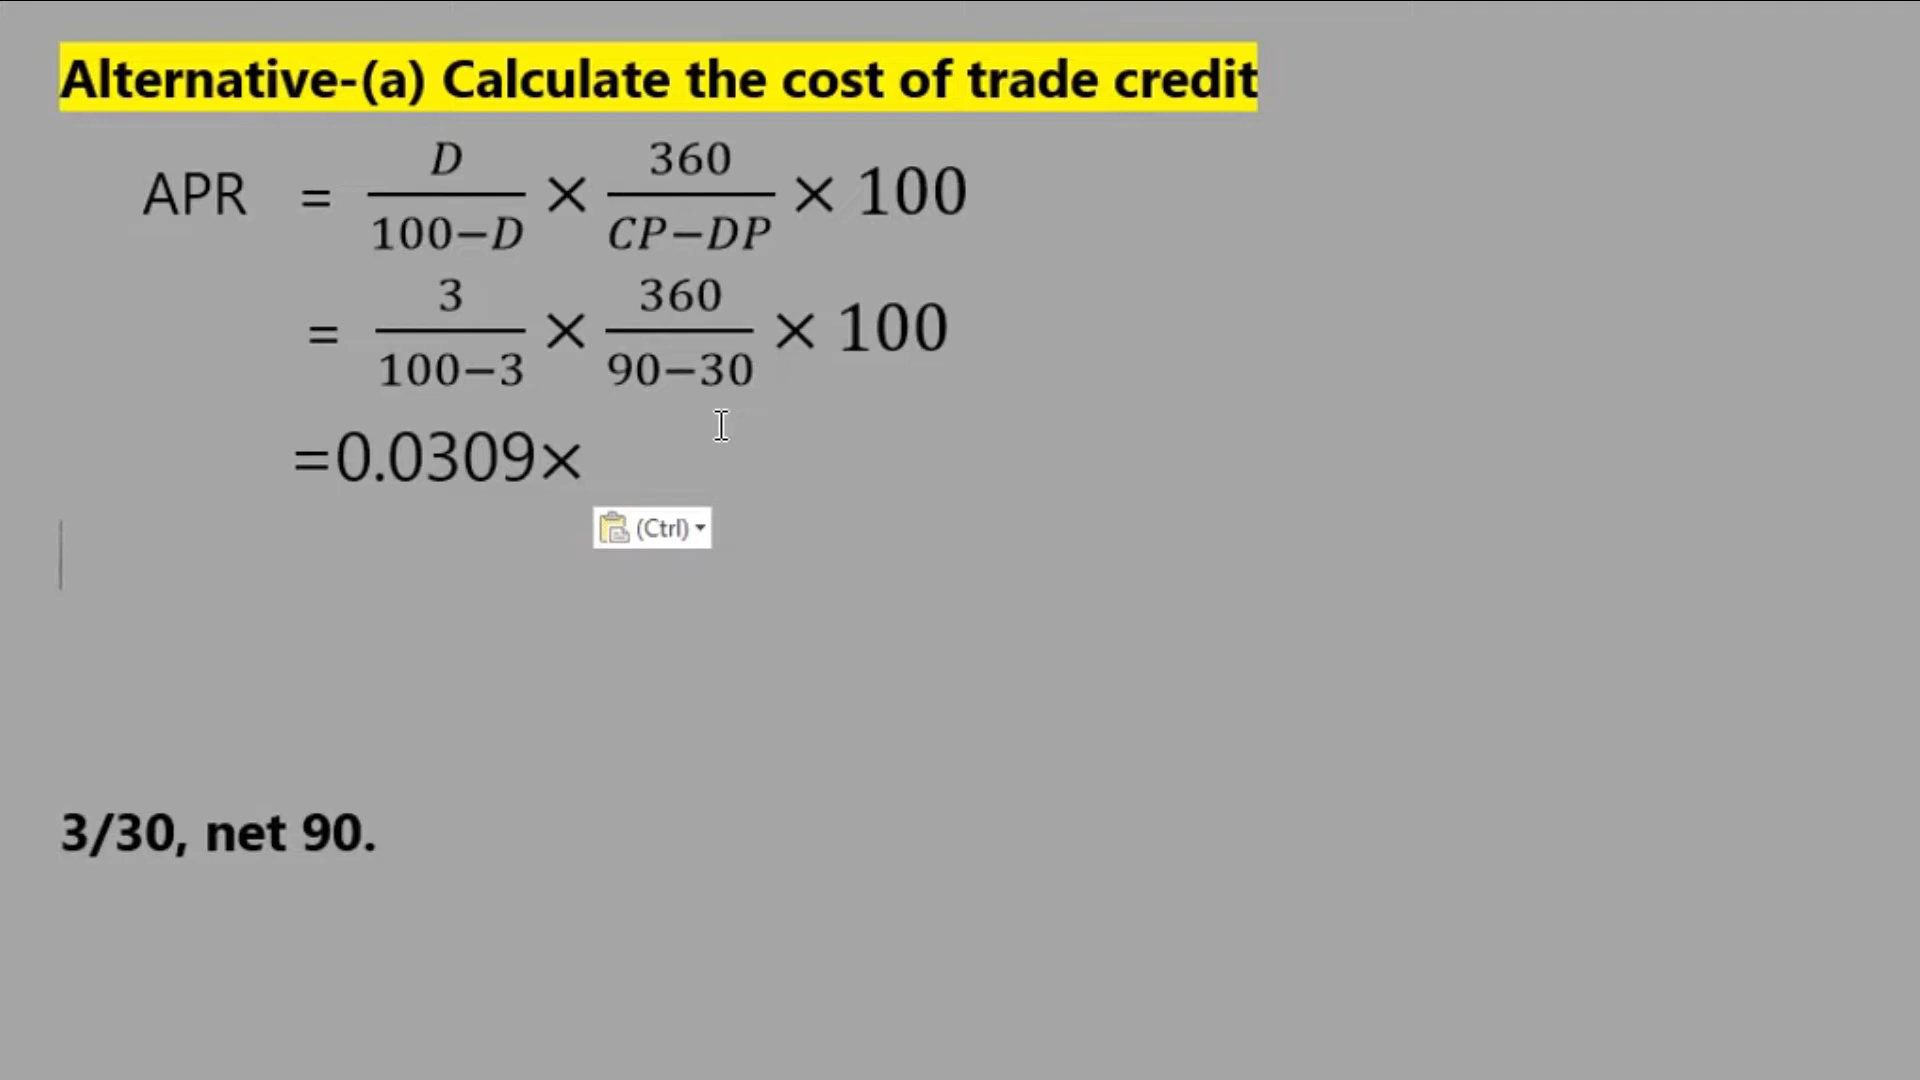 Alternative-(a) Calculate the cost of trade credit
APR = D/100−D × 360/CP−DP × 100
= 3/100−3 × 360/90−30 × 100
=0.0309×
(Ctrl)
3/30, net 90.